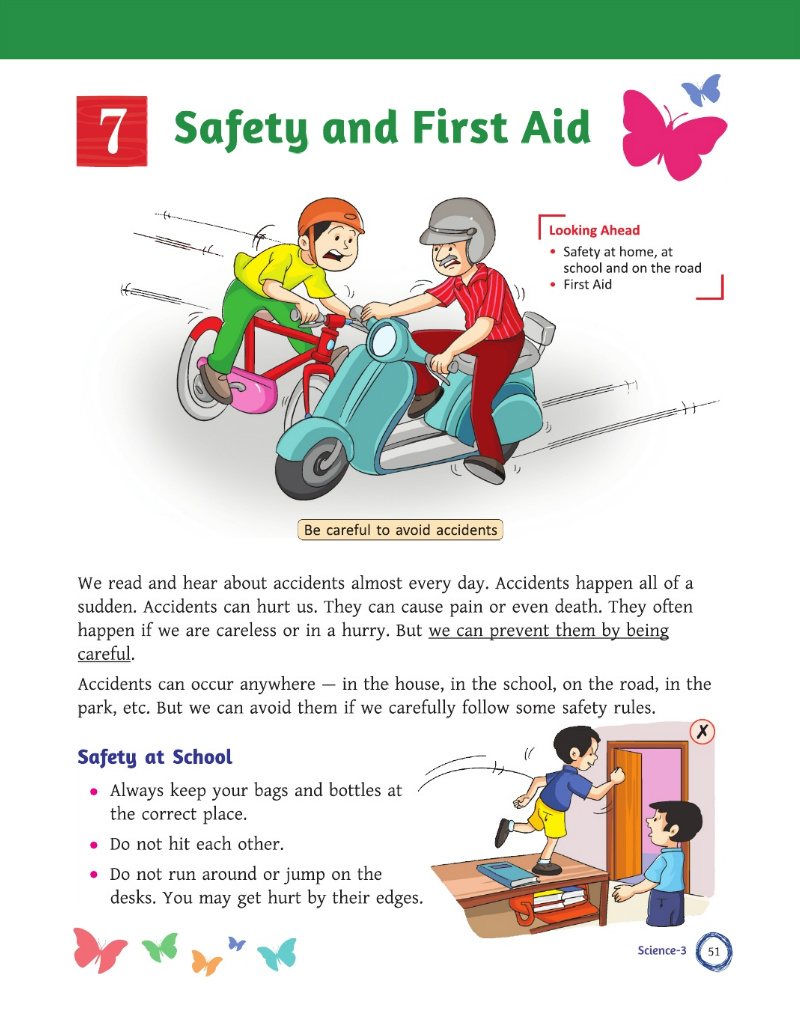 7
Safety and First Aid
Looking Ahead
• Safety at home, at
school and on the road
• First Aid
Be careful to avoid accidents
We read and hear about accidents almost every day. Accidents happen all of a
sudden. Accidents can hurt us. They can cause pain or even death. They often
happen if we are careless or in a hurry. But we can prevent them by being
careful.
Accidents can occur anywhere — in the house, in the school, on the road, in the
park, etc. But we can avoid them if we carefully follow some safety rules.
✗
Safety at School
• Always keep your bags and bottles at
the correct place.
• Do not hit each other.
• Do not run around or jump on the
desks. You may get hurt by their edges.
Science-3 51